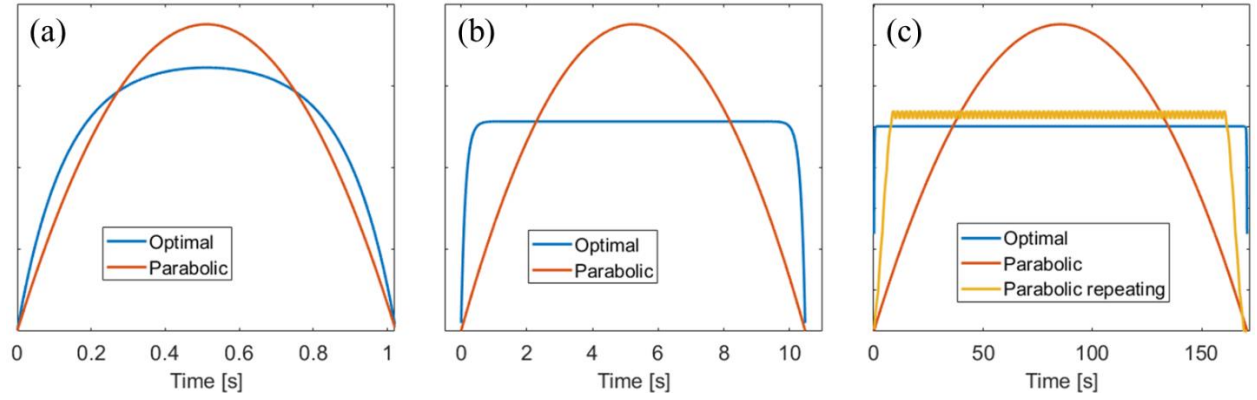 (a)
Optimal
Parabolic
0 0.2 0.4 0.6 0.8 1
Time [s]
(b)
Optimal
Parabolic
0 2 4 6 8 10
Time [s]
(c)
Optimal
Parabolic
Parabolic repeating
0 50 100 150
Time [s]